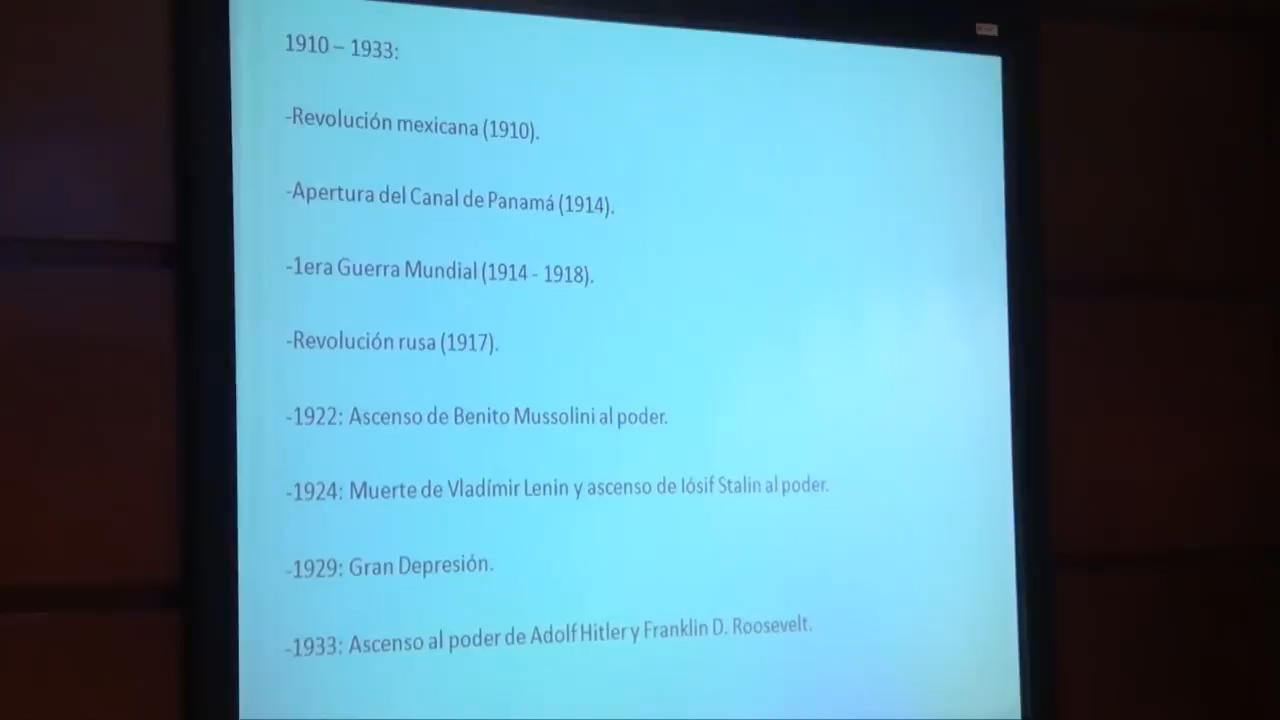 1910 – 1933:
-Revolución mexicana (1910).
-Apertura del Canal de Panamá (1914).
-1era Guerra Mundial (1914 - 1918).
-Revolución rusa (1917).
-1922: Ascenso de Benito Mussolini al poder.
-1924: Muerte de Vladímir Lenin y ascenso de Iósif Stalin al poder.
-1929: Gran Depresión.
-1933: Ascenso al poder de Adolf Hitler y Franklin D. Roosevelt.